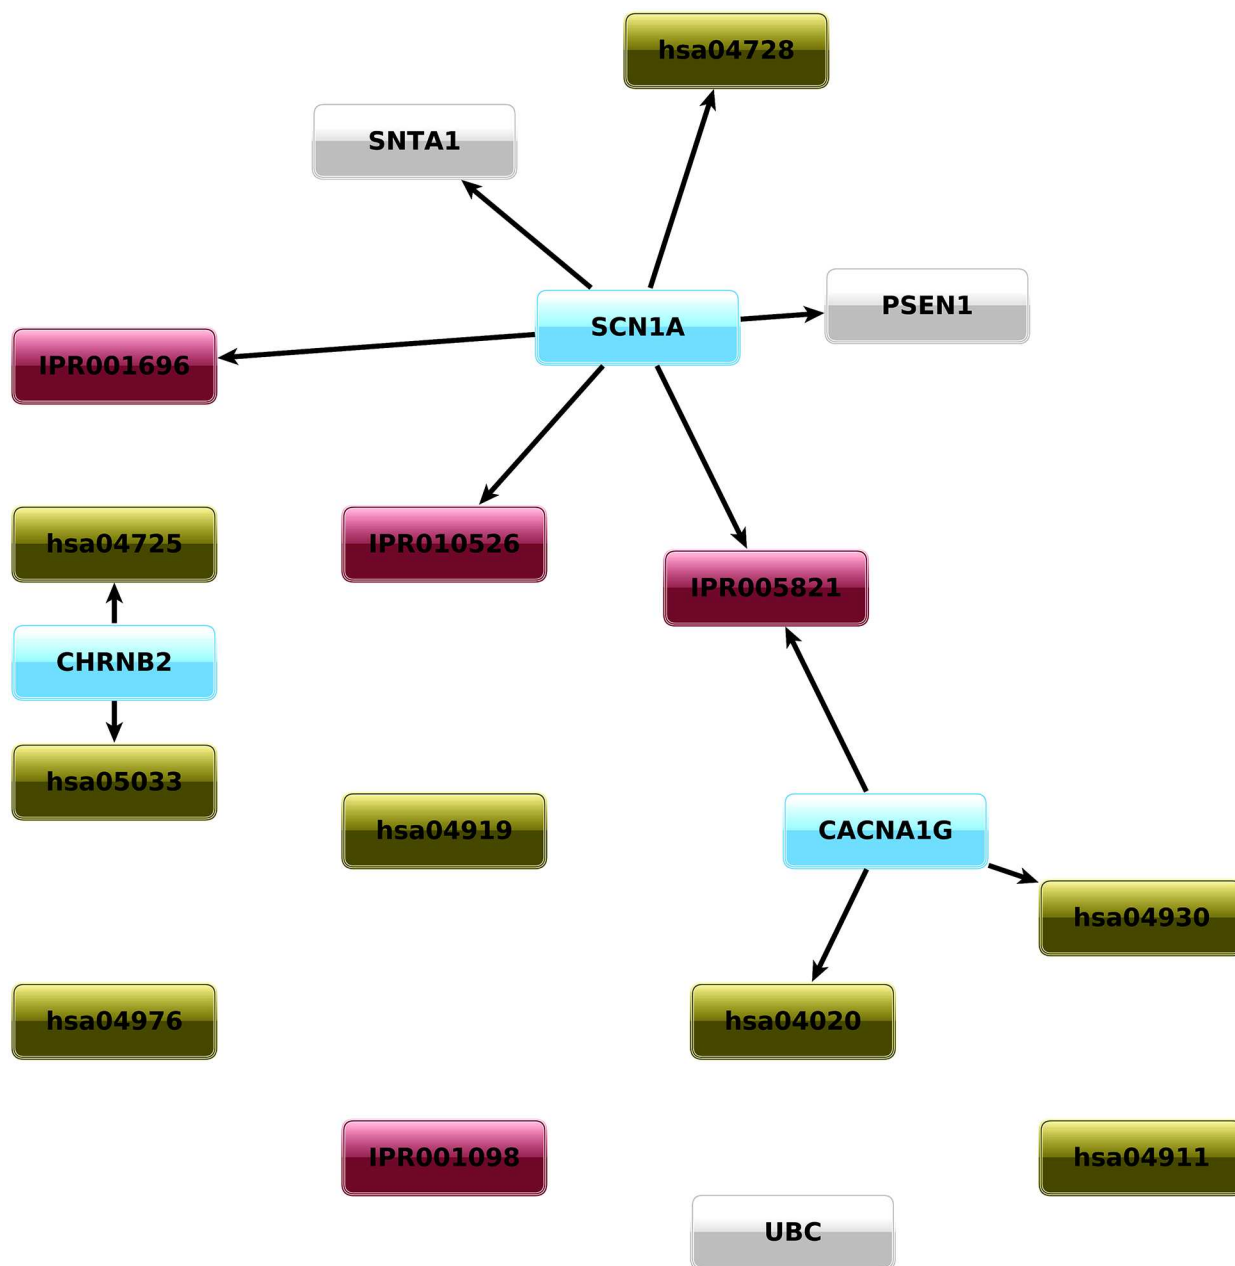 hsa04728
SNTA1
PSEN1
SCN1A
IPR001696
hsa04725
IPR010526
IPR005821
CHRNB2
hsa05033
hsa04919
CACNA1G
hsa04930
hsa04976
hsa04020
IPR001098
hsa04911
UBC